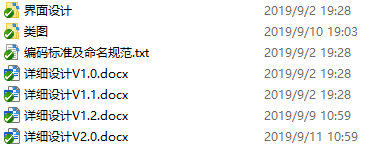 界面设计 2019/9/2 19:28
类图 2019/9/10 19:03
编码标准及命名规范.txt 2019/9/2 19:28
详细设计V1.0.docx 2019/9/2 19:28
详细设计V1.1.docx 2019/9/2 19:28
详细设计V1.2.docx 2019/9/9 10:59
详细设计V2.0.docx 2019/9/11 10:59